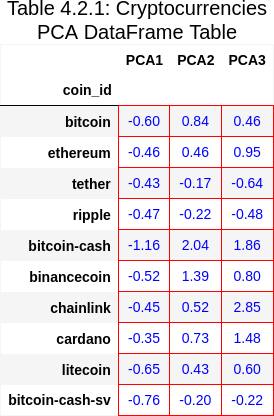 Table 4.2.1: Cryptocurrencies
PCA DataFrame Table
PCA1 PCA2 PCA3
coin_id
bitcoin -0.60 0.84 0.46
ethereum -0.46 0.46 0.95
tether -0.43 -0.17 -0.64
ripple -0.47 -0.22 -0.48
bitcoin-cash -1.16 2.04 1.86
binancecoin -0.52 1.39 0.80
chainlink -0.45 0.52 2.85
cardano -0.35 0.73 1.48
litecoin -0.65 0.43 0.60
bitcoin-cash-sv -0.76 -0.20 -0.22